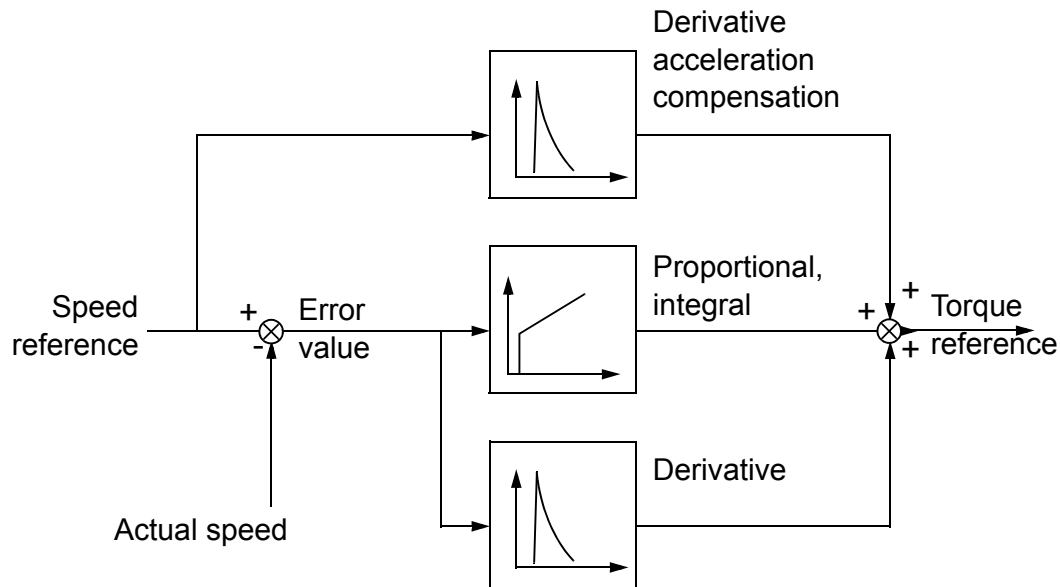 Derivative
acceleration
compensation
Proportional,
integral
Speed
reference
+
-
Error
value
+
+
+
Torque
reference
Derivative
Actual speed